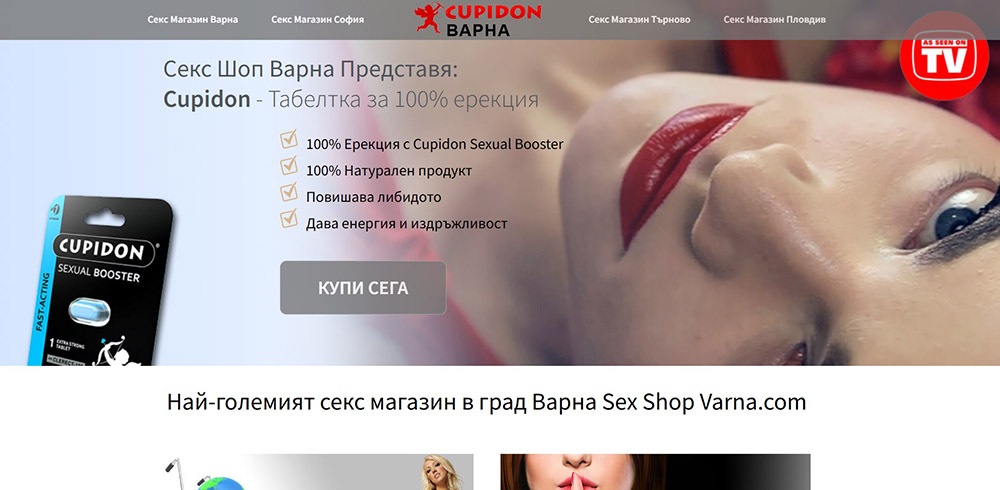 Секс Магазин Варна
Секс Магазин София
CUPIDON
ВАРНА
Секс Магазин Търново
Секс Магазин Пловдив
AS SEEN ON
TV
Секс Шоп Варна Представя:
Cupidon - Табелтка за 100% ерекция
100% Ерекция с Cupidon Sexual Booster
100% Натурален продукт
Повишава либидото
Дава енергия и издръжливост
КУПИ СЕГА
CUPIDON®
SEXUAL BOOSTER
FAST-ACTING
1 EXTRA STRONG
TABLET
Най-големият секс магазин в град Варна Sex Shop Varna.com